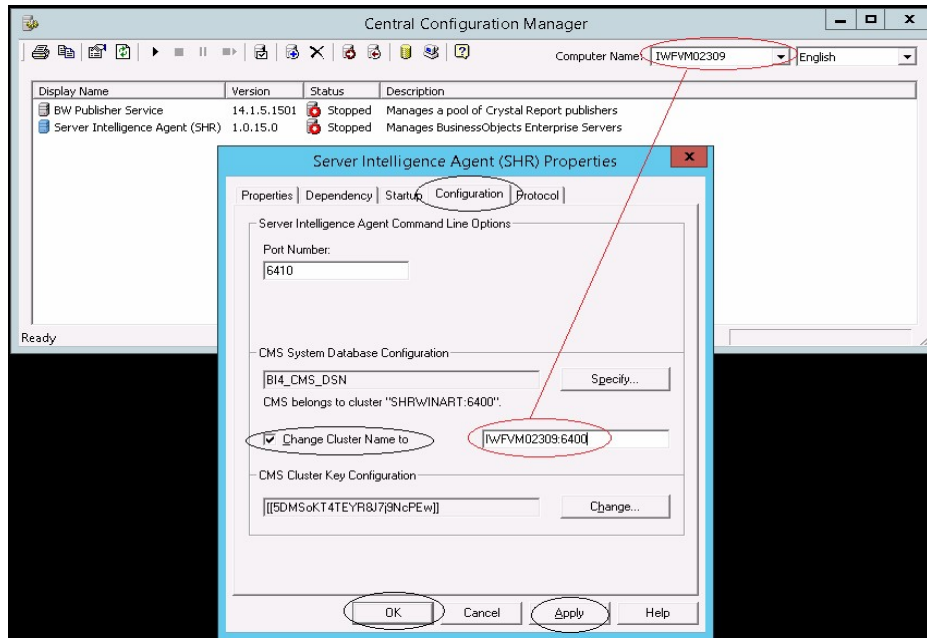 Central Configuration Manager
Computer Name: IWFVM02309 English
Display Name Version Status Description
BW Publisher Service 14.1.5.1501 Stopped Manages a pool of Crystal Report publishers
Server Intelligence Agent (SHR) 1.0.15.0 Stopped Manages BusinessObjects Enterprise Servers
Server Intelligence Agent (SHR) Properties
Properties Dependency Startup Configuration Protocol
Server Intelligence Agent Command Line Options
Port Number:
6410
Ready
CMS System Database Configuration
BI4_CMS_DSN Specify...
CMS belongs to cluster "SHRWINART:6400".
Change Cluster Name to IWFVM02309:6400
CMS Cluster Key Configuration
[[5DMSoKT4TEYR8J7j9NcPEw]] Change...
OK Cancel Apply Help